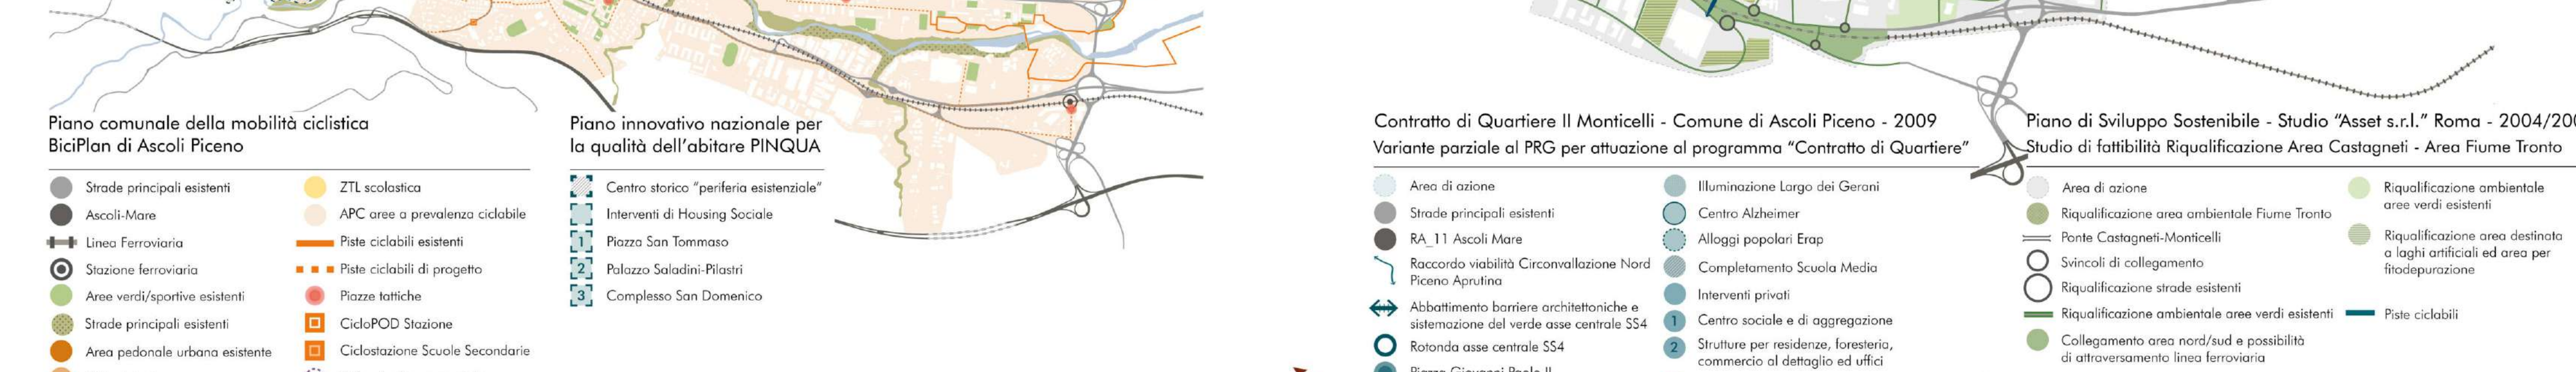 Piano comunale della mobilità ciclistica
BiciPlan di Ascoli Piceno
Strade principali esistenti
Ascoli-Mare
Linea Ferroviaria
Stazione ferroviaria
Aree verdi/sportive esistenti
Strade principali esistenti
Area pedonale urbana esistente
ZTL scolastica
APC aree a prevalenza ciclabile
Piste ciclabili esistenti
Piste ciclabili di progetto
Piazze tattiche
CicloPOD Stazione
Ciclostazione Scuole Secondarie
Piano innovativo nazionale per
la qualità dell'abitare PINQUA
Centro storico "periferia esistenziale"
Interventi di Housing Sociale
1 Piazza San Tommaso
2 Palazzo Saladini-Pilastri
3 Complesso San Domenico
Contratto di Quartiere II Monticelli - Comune di Ascoli Piceno - 2009
Variante parziale al PRG per attuazione al programma "Contratto di Quartiere"
Area di azione
Strade principali esistenti
RA_11 Ascoli Mare
Raccordo viabilità Circonvallazione Nord
Piceno Aprutina
Abbattimento barriere architettoniche e
sistemazione del verde asse centrale SS4
Rotonda asse centrale SS4
Piazza Giovanni Paolo II
Illuminazione Largo dei Gerani
Centro Alzheimer
Alloggi popolari Erap
Completamento Scuola Media
Interventi privati
1 Centro sociale e di aggregazione
2 Strutture per residenze, foresteria,
commercio al dettaglio ed uffici
Piano di Sviluppo Sostenibile - Studio "Asset s.r.l." Roma - 2004/200
Studio di fattibilità Riqualificazione Area Castagneti - Area Fiume Tronto
Area di azione
Riqualificazione area ambientale Fiume Tronto
Ponte Castagneti-Monticelli
Svincoli di collegamento
Riqualificazione strade esistenti
Riqualificazione ambientale aree verdi esistenti
Collegamento area nord/sud e possibilità
di attraversamento linea ferroviaria
Riqualificazione ambientale
aree verdi esistenti
Riqualificazione area destinata
a laghi artificiali ed area per
fitodepurazione
Piste ciclabili